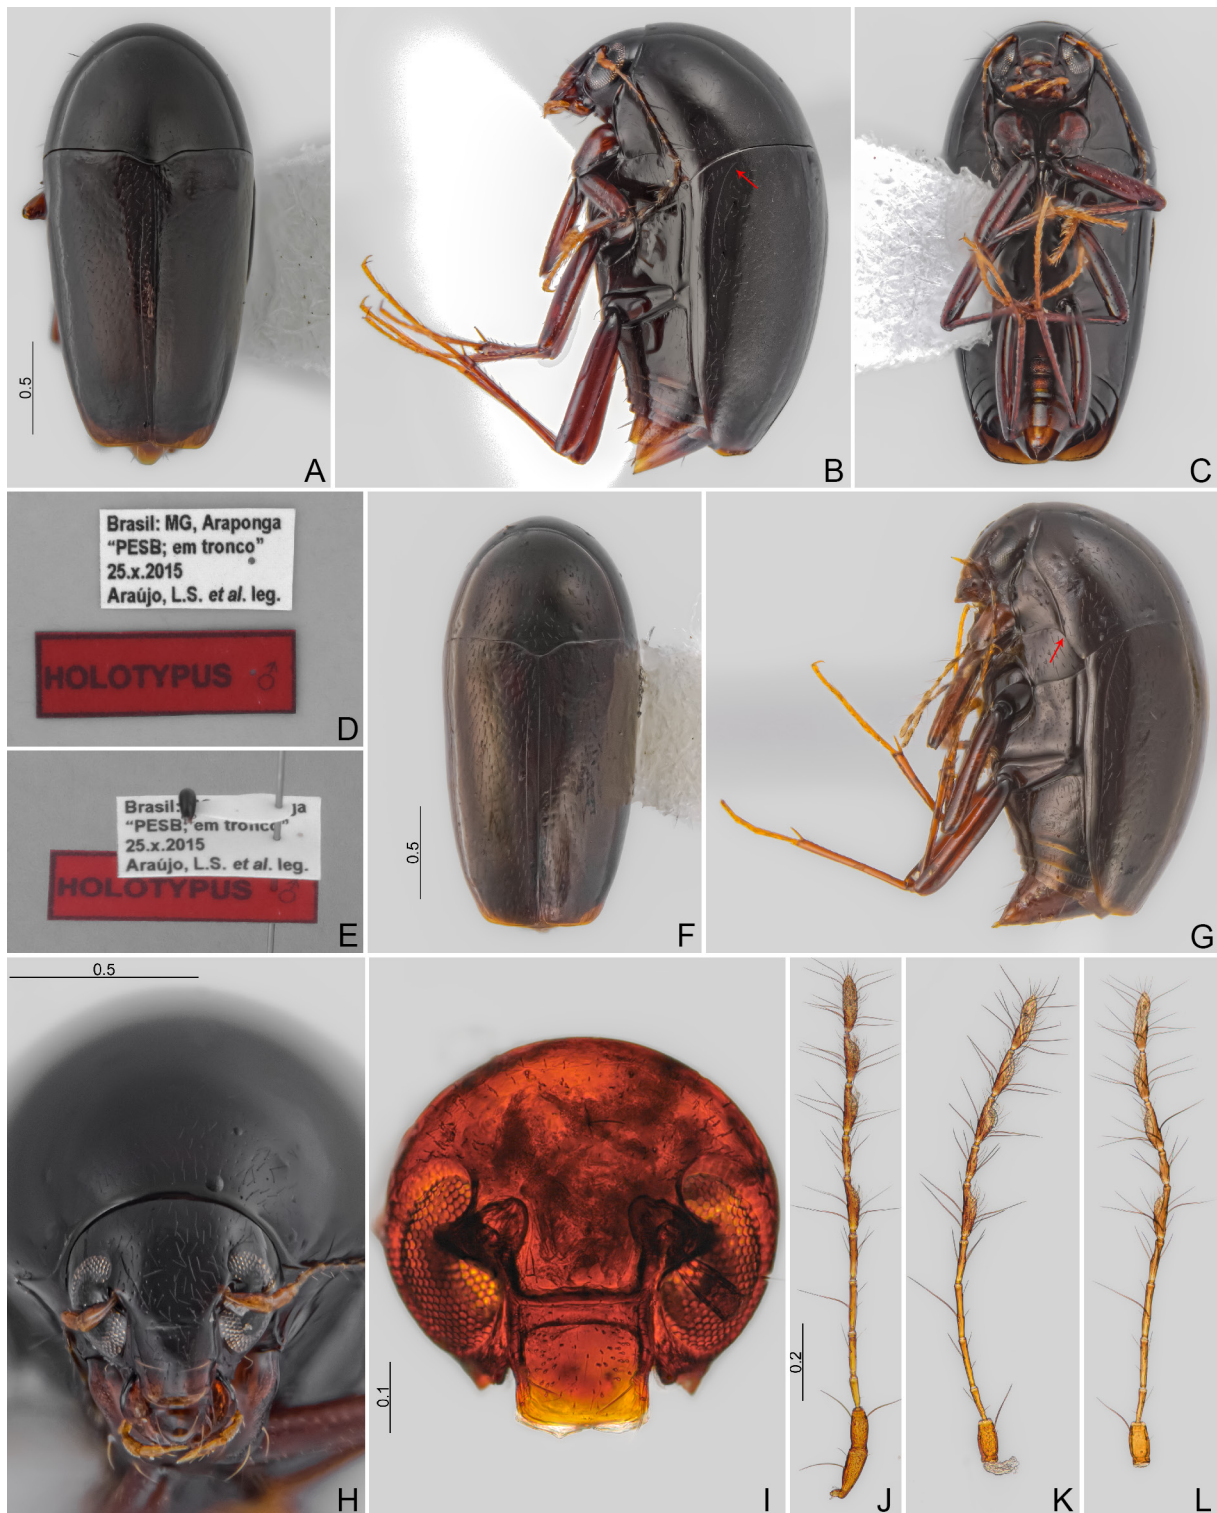 A
0.5
B
C
Brasil: MG, Araponga
“PESB; em tronco”
25.x.2015
Araújo, L.S. et al. leg.
HOLOTYPUS ♂
D
Brasil: ja
“PESB; em tronco”
25.x.2015
Araújo, L.S. et al. leg.
HOLOTYPUS ♂
E
0.5
F
G
0.5
H
0.1
I
0.2
J
K
L